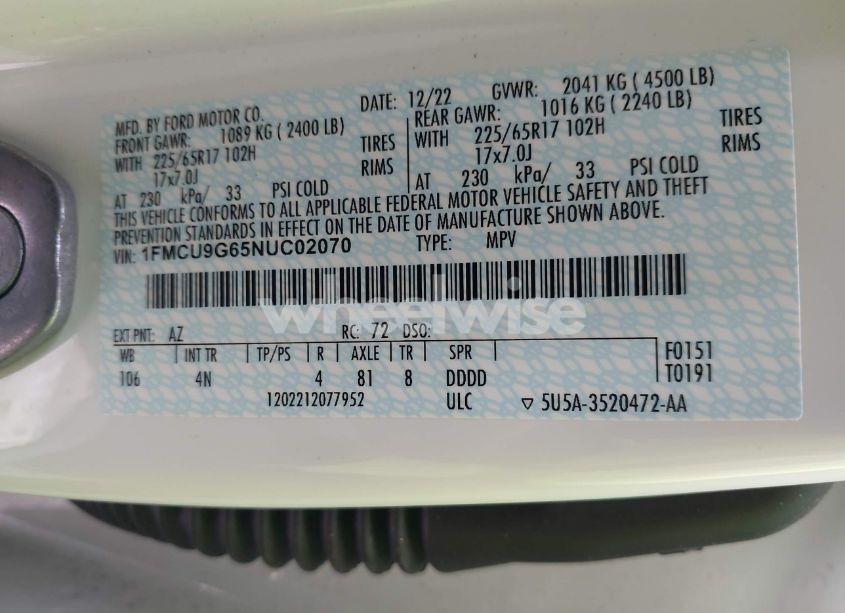 MFD. BY FORD MOTOR CO.
DATE: 12/22 GVWR: 2041 KG ( 4500 LB)
FRONT GAWR: 1089 KG ( 2400 LB) REAR GAWR: 1016 KG ( 2240 LB)
WITH 225/65R17 102H TIRES WITH 225/65R17 102H TIRES
17x7.0J RIMS 17x7.0J RIMS
AT 230 kPa/ 33 PSI COLD AT 230 kPa/ 33 PSI COLD
THIS VEHICLE CONFORMS TO ALL APPLICABLE FEDERAL MOTOR VEHICLE SAFETY AND THEFT
PREVENTION STANDARDS IN EFFECT ON THE DATE OF MANUFACTURE SHOWN ABOVE.
VIN: 1FMCU9G65NUC02070 TYPE: MPV
wheelwise
EXT PNT: AZ RC: 72 DSO:
WB INT TR TP/PS R AXLE TR SPR F0151
106 4N 4 81 8 DDDD T0191
1202212077952 ULC ▽ 5U5A-3520472-AA